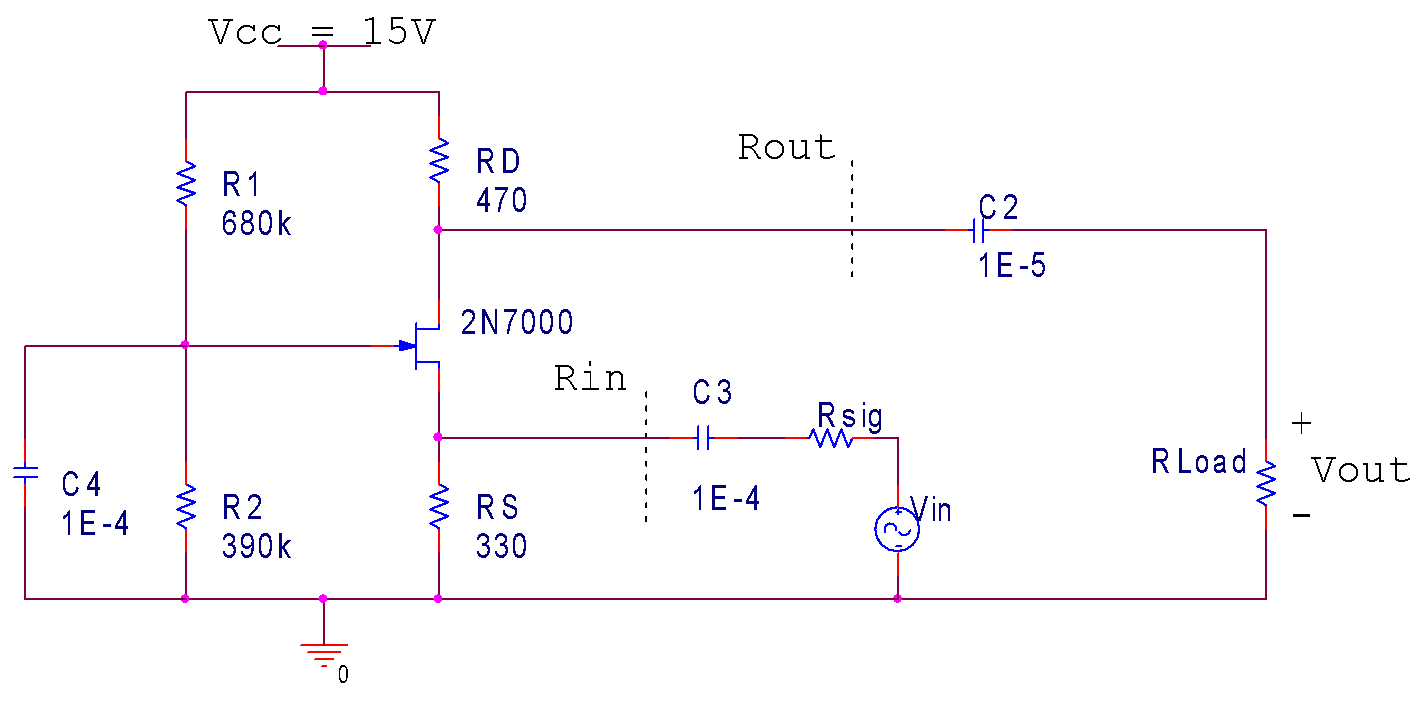 Vcc = 15V
Rout
RD
470
R1
680k
C2
1E-5
2N7000
Rin
C3
Rsig
1E-4
+
Vout
-
RLoad
C4
1E-4
R2
390k
RS
330
Vin
0